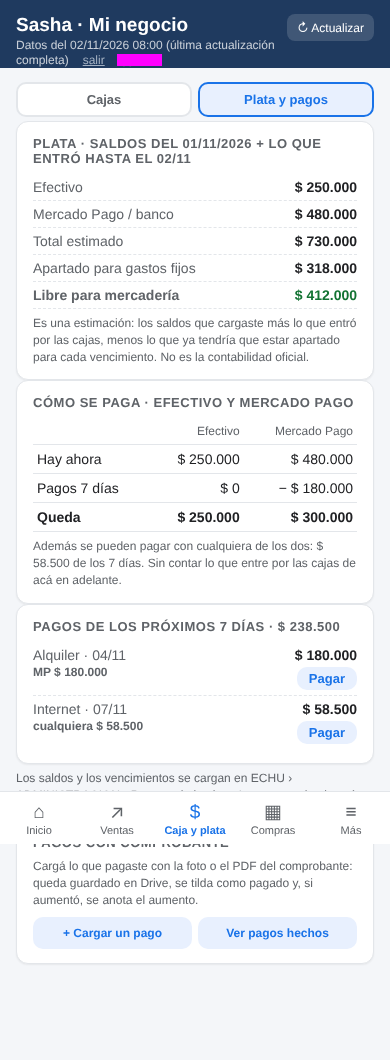 Sasha · Mi negocio
↻ Actualizar
Datos del 02/11/2026 08:00 (última actualización
completa) salir
Cajas
Plata y pagos
PLATA · SALDOS DEL 01/11/2026 + LO QUE
ENTRÓ HASTA EL 02/11
Efectivo $ 250.000
Mercado Pago / banco $ 480.000
Total estimado $ 730.000
Apartado para gastos fijos $ 318.000
Libre para mercadería $ 412.000
Es una estimación: los saldos que cargaste más lo que entró
por las cajas, menos lo que ya tendría que estar apartado
para cada vencimiento. No es la contabilidad oficial.
CÓMO SE PAGA · EFECTIVO Y MERCADO PAGO
Efectivo Mercado Pago
Hay ahora $ 250.000 $ 480.000
Pagos 7 días $ 0 − $ 180.000
Queda $ 250.000 $ 300.000
Además se pueden pagar con cualquiera de los dos: $
58.500 de los 7 días. Sin contar lo que entre por las cajas de
acá en adelante.
PAGOS DE LOS PRÓXIMOS 7 DÍAS · $ 238.500
Alquiler · 04/11 $ 180.000
MP $ 180.000 Pagar
Internet · 07/11 $ 58.500
cualquiera $ 58.500 Pagar
Los saldos y los vencimientos se cargan en ECHU ›
Inicio Ventas Caja y plata Compras Más
PAGOS CON COMPROBANTE
Cargá lo que pagaste con la foto o el PDF del comprobante:
queda guardado en Drive, se tilda como pagado y, si
aumentó, se anota el aumento.
+ Cargar un pago
Ver pagos hechos